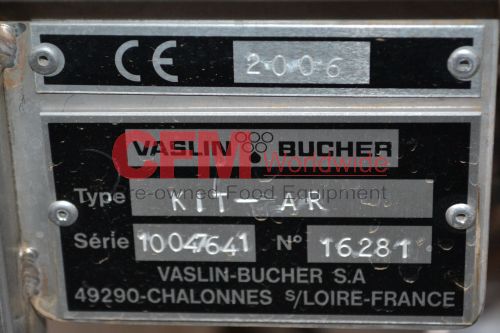 CE 2006
VASLIN BUCHER
CFM Worldwide
Pre-owned Food Equipment
Type KIT-AR
Série 1004641 N° 16281
VASLIN-BUCHER S.A
49290-CHALONNES S/LOIRE-FRANCE